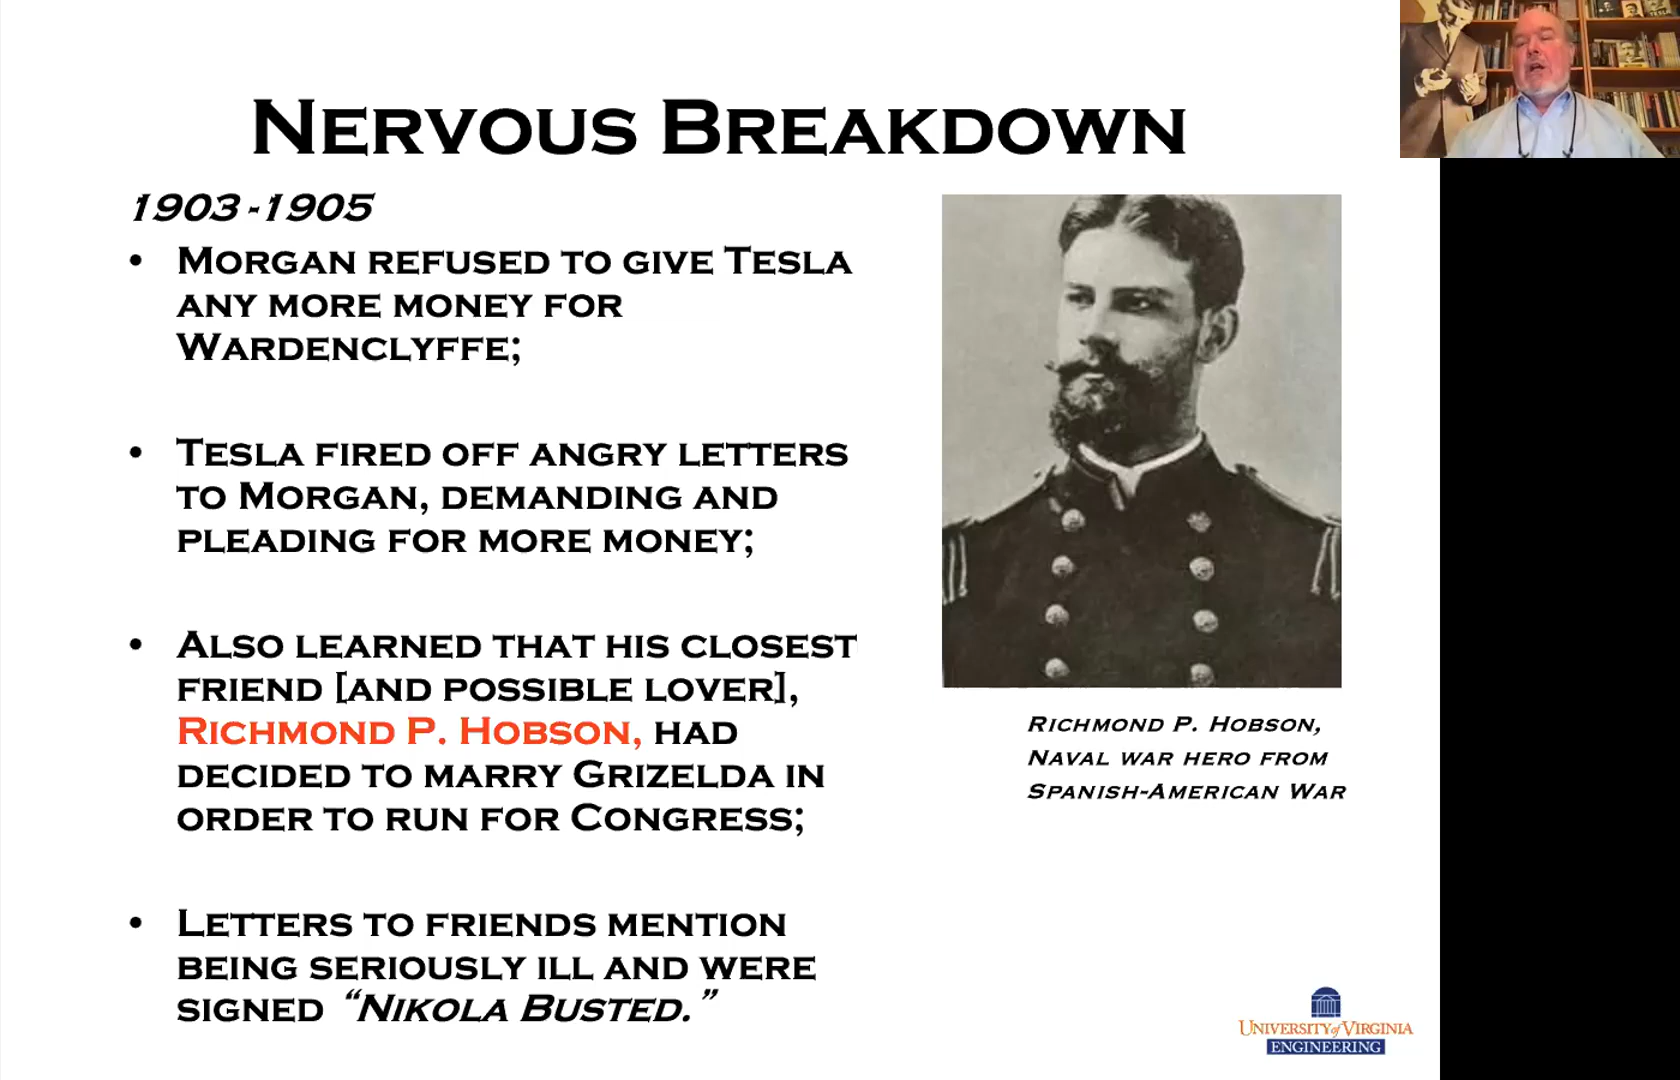 Nervous Breakdown
1903-1905
• Morgan refused to give Tesla
any more money for
Wardenclyffe;
• Tesla fired off angry letters
to Morgan, demanding and
pleading for more money;
• Also learned that his closest
friend [and possible lover],
Richmond P. Hobson, had
decided to marry Grizelda in
order to run for Congress;
• Letters to friends mention
being seriously ill and were
signed “Nikola Busted.”
Richmond P. Hobson,
Naval war hero from
Spanish-American War
University of Virginia
ENGINEERING